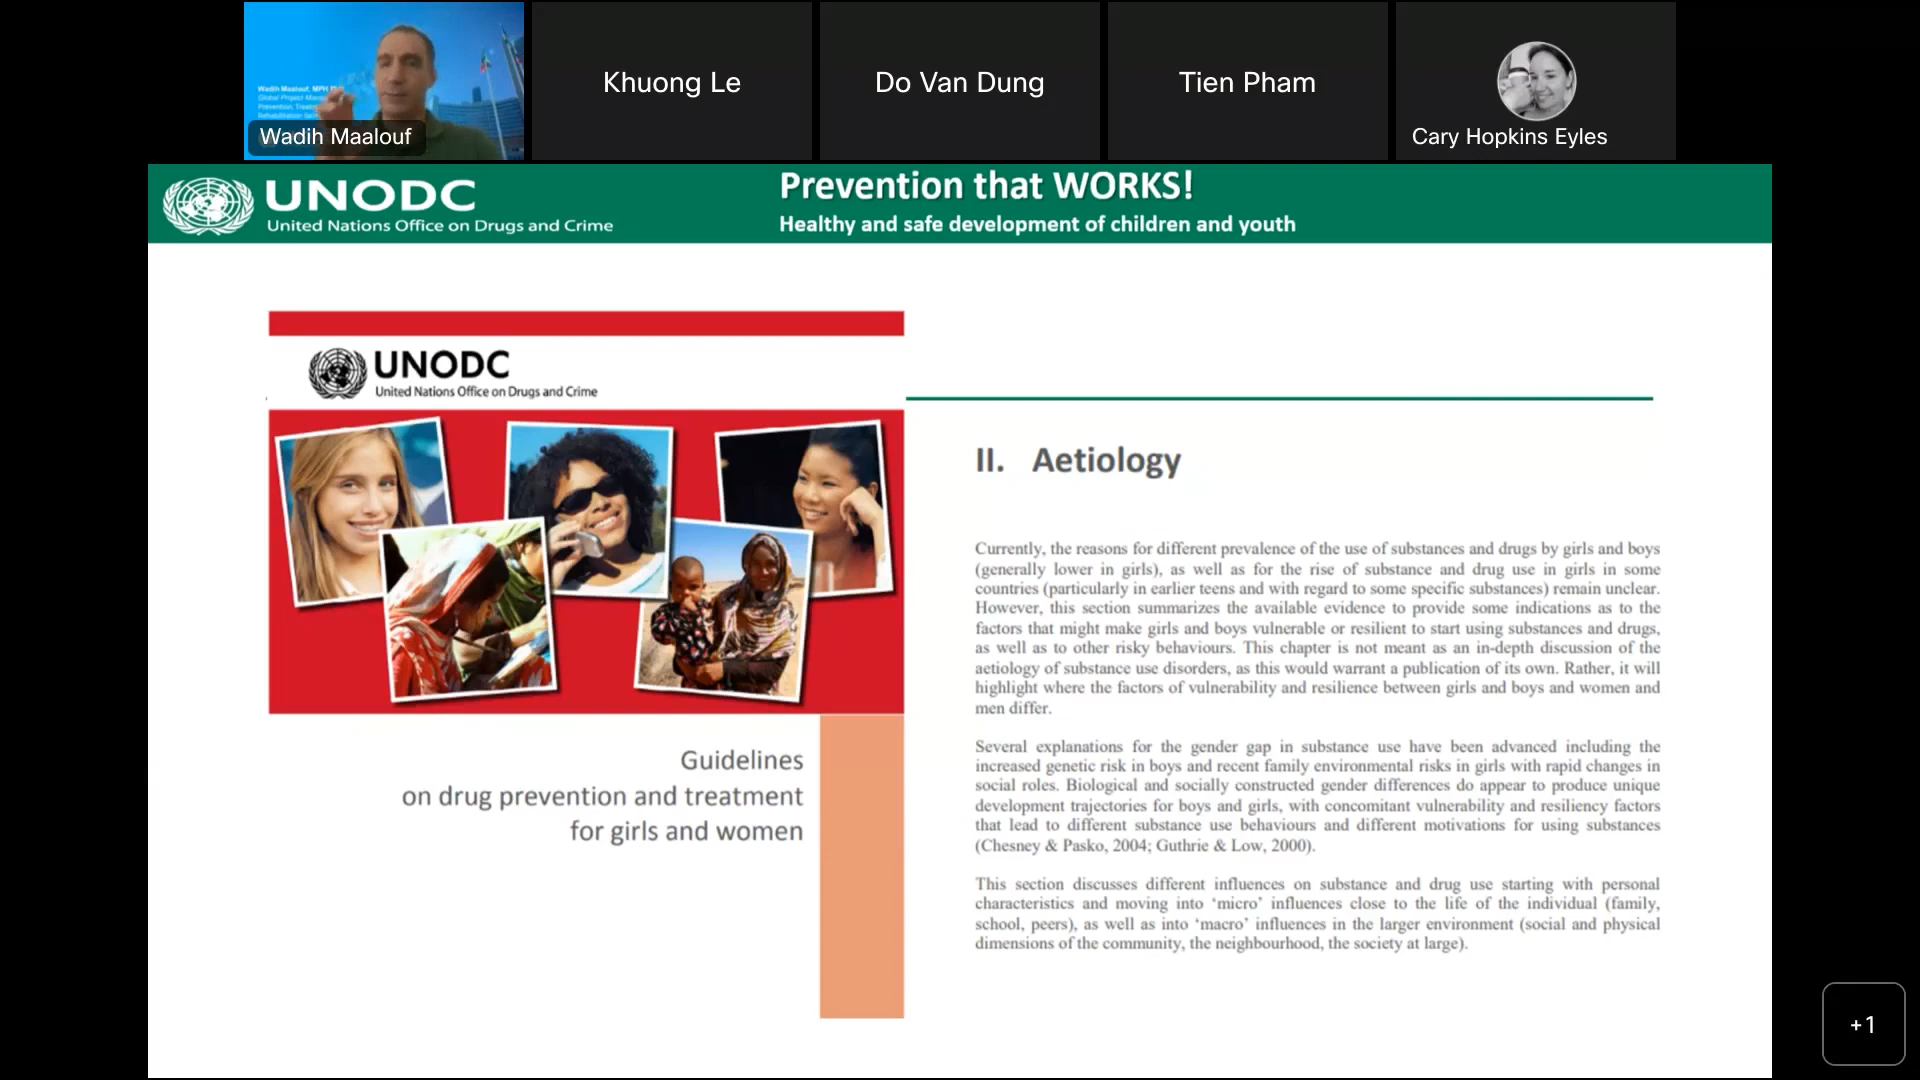 Wadih Maalouf, MPH
Wadih Maalouf
Khuong Le
Do Van Dung
Tien Pham
Cary Hopkins Eyles
UNODC
United Nations Office on Drugs and Crime
Prevention that WORKS!
Healthy and safe development of children and youth
UNODC
United Nations Office on Drugs and Crime
Guidelines
on drug prevention and treatment
for girls and women
II. Aetiology
Currently, the reasons for different prevalence of the use of substances and drugs by girls and boys
(generally lower in girls), as well as for the rise of substance and drug use in girls in some
countries (particularly in earlier teens and with regard to some specific substances) remain unclear.
However, this section summarizes the available evidence to provide some indications as to the
factors that might make girls and boys vulnerable or resilient to start using substances and drugs,
as well as to other risky behaviours. This chapter is not meant as an in-depth discussion of the
aetiology of substance use disorders, as this would warrant a publication of its own. Rather, it will
highlight where the factors of vulnerability and resilience between girls and boys and women and
men differ.
Several explanations for the gender gap in substance use have been advanced including the
increased genetic risk in boys and recent family environmental risks in girls with rapid changes in
social roles. Biological and socially constructed gender differences do appear to produce unique
development trajectories for boys and girls, with concomitant vulnerability and resiliency factors
that lead to different substance use behaviours and different motivations for using substances
(Chesney & Pasko, 2004; Guthrie & Low, 2000).
This section discusses different influences on substance and drug use starting with personal
characteristics and moving into ‘micro’ influences close to the life of the individual (family,
school, peers), as well as into ‘macro’ influences in the larger environment (social and physical
dimensions of the community, the neighbourhood, the society at large).
+1